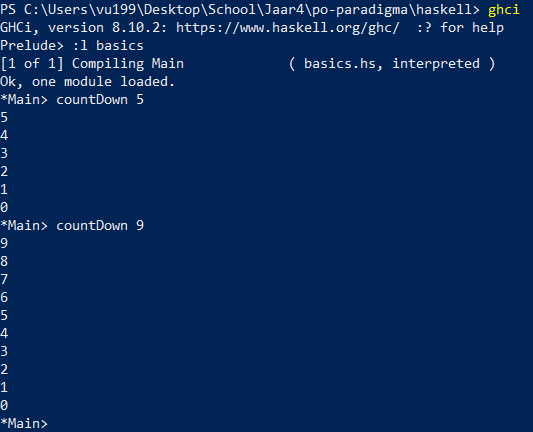 PS C:\Users\vu199\Desktop\School\Jaar4\po-paradigma\haskell> ghci
GHCi, version 8.10.2: https://www.haskell.org/ghc/  :? for help
Prelude> :l basics
[1 of 1] Compiling Main             ( basics.hs, interpreted )
Ok, one module loaded.
*Main> countDown 5
5
4
3
2
1
0
*Main> countDown 9
9
8
7
6
5
4
3
2
1
0
*Main>